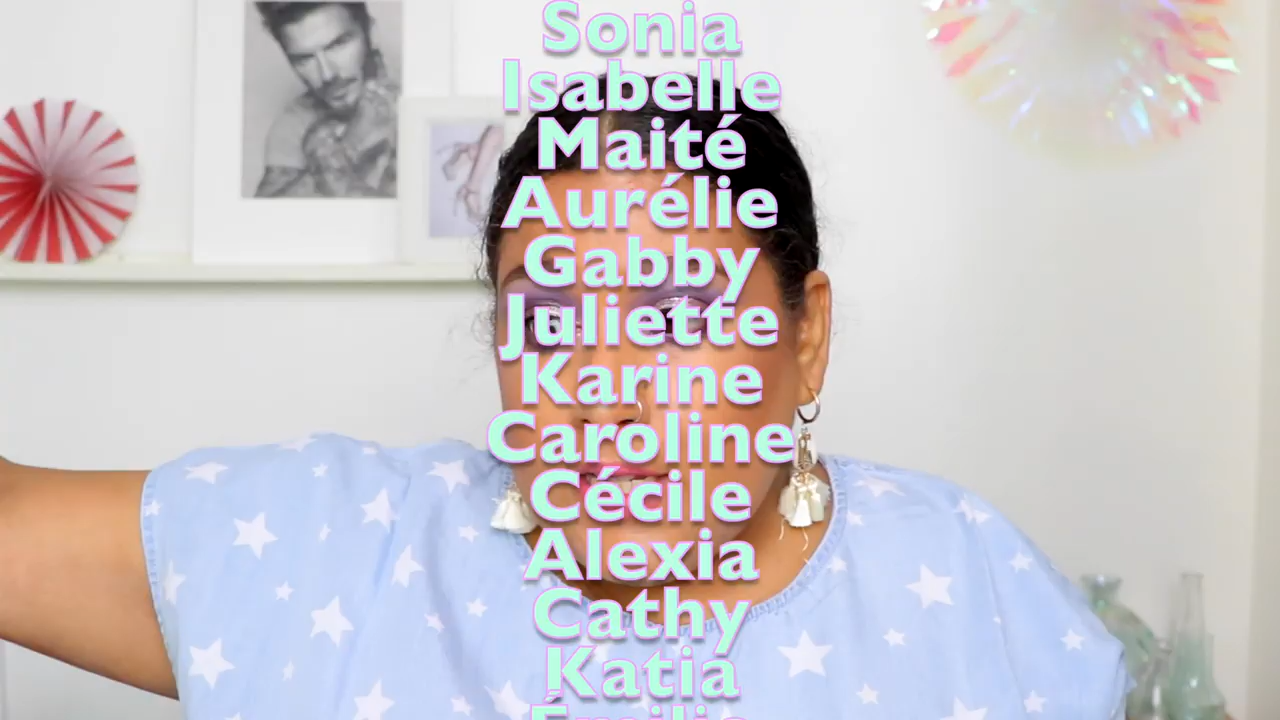 Sonia
Isabelle
Maité
Aurélie
Gabby
Juliette
Karine
Caroline
Cécile
Alexia
Cathy
Katia